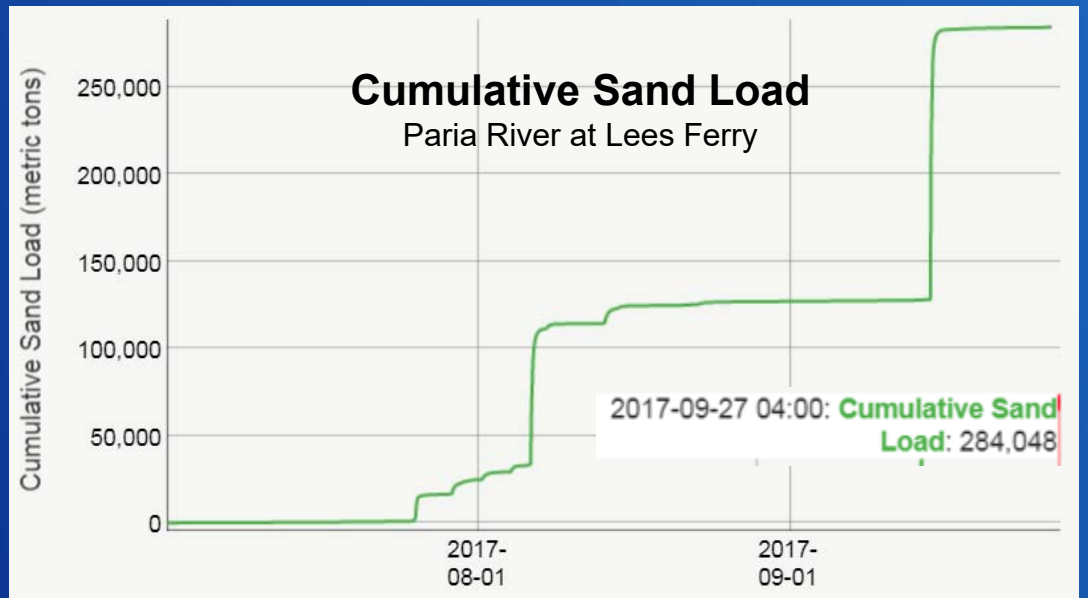 Cumulative Sand Load
Paria River at Lees Ferry
Cumulative Sand Load (metric tons)
250,000
200,000
150,000
100,000
50,000
0
2017-09-27 04:00: Cumulative Sand
Load: 284,048
2017-
08-01
2017-
09-01